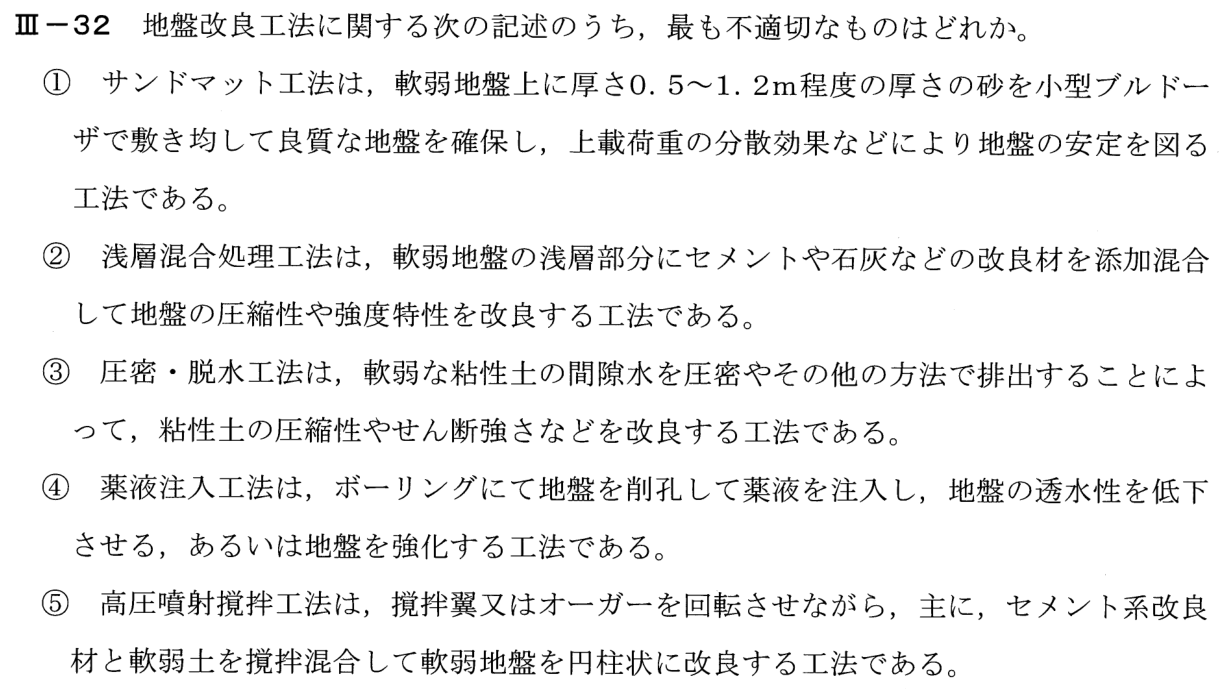 Ⅲ－32　地盤改良工法に関する次の記述のうち，最も不適切なものはどれか。
①　サンドマット工法は，軟弱地盤上に厚さ0. 5～1. 2m程度の厚さの砂を小型ブルドー
ザで敷き均して良質な地盤を確保し，上載荷重の分散効果などにより地盤の安定を図る
工法である。
②　浅層混合処理工法は，軟弱地盤の浅層部分にセメントや石灰などの改良材を添加混合
して地盤の圧縮性や強度特性を改良する工法である。
③　圧密・脱水工法は，軟弱な粘性土の間隙水を圧密やその他の方法で排出することによ
って，粘性土の圧縮性やせん断強さなどを改良する工法である。
④　薬液注入工法は，ボーリングにて地盤を削孔して薬液を注入し，地盤の透水性を低下
させる，あるいは地盤を強化する工法である。
⑤　高圧噴射撹拌工法は，撹拌翼又はオーガーを回転させながら，主に，セメント系改良
材と軟弱土を撹拌混合して軟弱地盤を円柱状に改良する工法である。